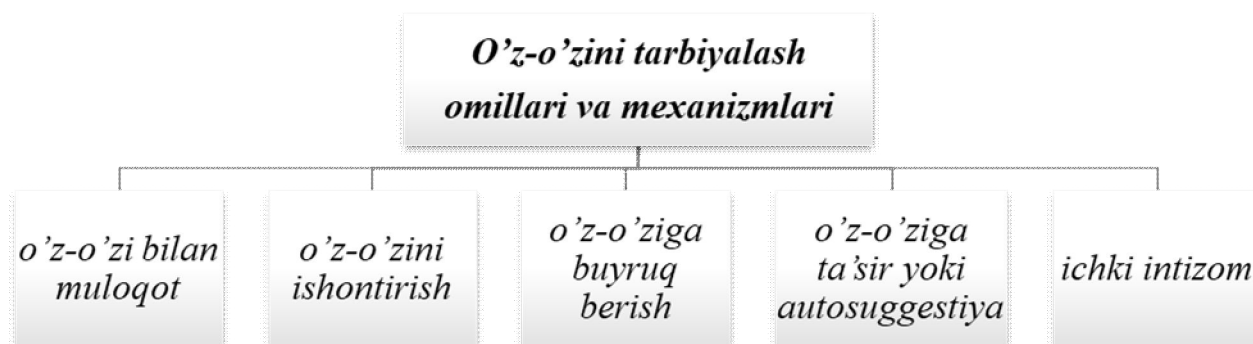 O’z-o’zini tarbiyalash
omillari va mexanizmlari
o’z-o’zi bilan
muloqot
o’z-o’zini
ishontirish
o’z-o’ziga
buyruq
berish
o’z-o’ziga
ta’sir yoki
autosuggestiya
ichki intizom